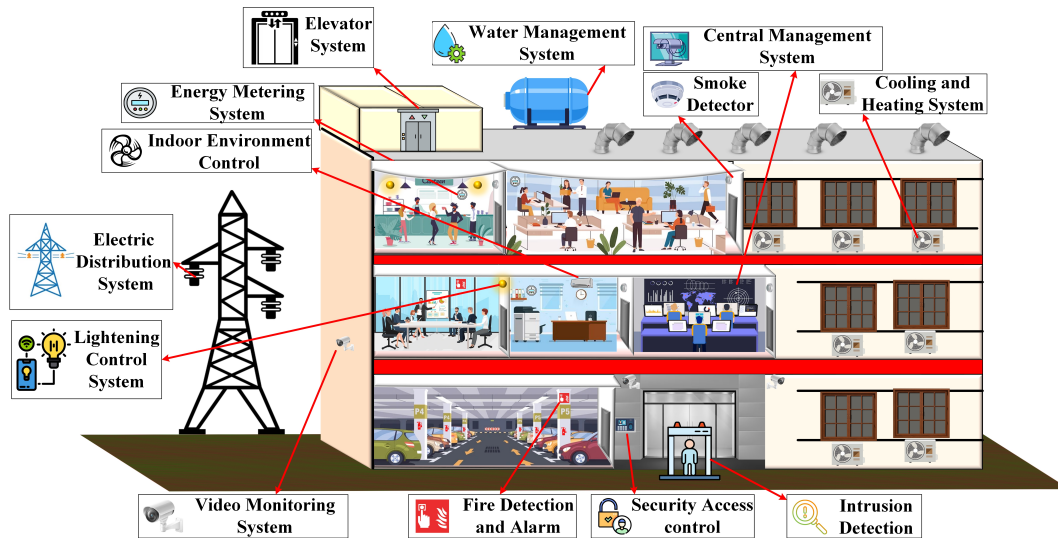 Elevator
System
Water Management
System
Central Management
System
Energy Metering
System
Smoke
Detector
Cooling and
Heating System
Indoor Environment
Control
Electric
Distribution
System
Lightening
Control
System
P4
P5
Video Monitoring
System
Fire Detection
and Alarm
Security Access
control
Intrusion
Detection